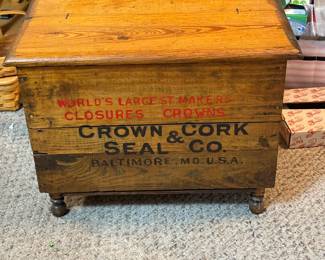 WORLD'S LARGEST MAKERS
CLOSURES CROWNS
CROWN & CORK
SEAL CO.
BALTIMORE, MD. U.S.A.